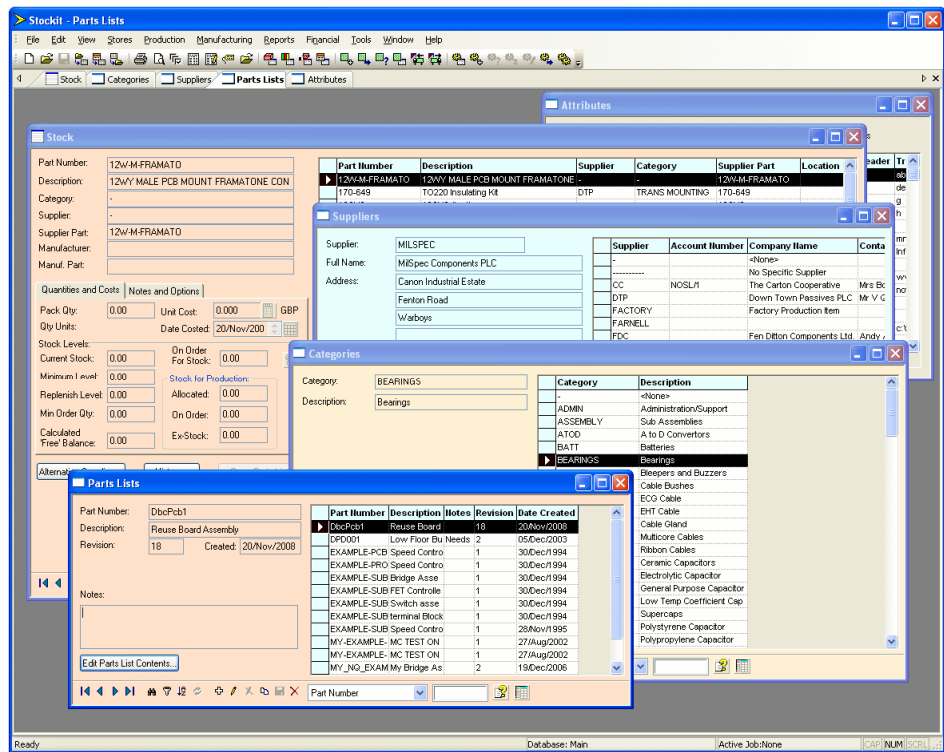 Stockit - Parts Lists
File Edit View Stores Production Manufacturing Reports Financial Tools Window Help
Stock Categories Suppliers Parts Lists Attributes
Attributes
Stock
Part Number: 12W-M-FRAMATO
Description: 12WY MALE PCB MOUNT FRAMATONE CON
Category: -
Supplier: -
Supplier Part: 12W-M-FRAMATO
Manufacturer:
Manuf. Part:
Quantities and Costs Notes and Options
Pack Qty: 0.00 Unit Cost: 0.000 GBP
Qty Units: Date Costed: 20/Nov/200
Stock Levels:
Current Stock: 0.00 On Order For Stock: 0.00
Minimum Level: 0.00 Stock for Production:
Replenish Level: 0.00 Allocated: 0.00
Min Order Qty: 0.00 On Order: 0.00
Calculated 'Free' Balance: 0.00 Ex-Stock: 0.00
Part Number Description Supplier Category Supplier Part Location
12W-M-FRAMATO 12WY MALE PCB MOUNT FRAMATONE - - 12W-M-FRAMATO
170-649 TO220 Insulating Kit DTP TRANS MOUNTING 170-649
eader Tr
ab
de
g
h
Suppliers
Supplier: MILSPEC
Full Name: MilSpec Components PLC
Address: Canon Industrial Estate
Fenton Road
Warboys
Supplier Account Number Company Name Conta
- <None>
---------- No Specific Supplier
CC NOSL/1 The Carton Cooperative Mrs Bo
DTP Down Town Passives PLC Mr V G
FACTORY Factory Production Item
FARNELL
FDC Fen Ditton Components Ltd. Andy
Categories
Category: BEARINGS
Description: Bearings
Category Description
- <None>
ADMIN Administration/Support
ASSEMBLY Sub Assemblies
ATOD A to D Convertors
BATT Batteries
BEARINGS Bearings
Bleepers and Buzzers
Cable Bushes
ECG Cable
EHT Cable
Cable Gland
Multicore Cables
Ribbon Cables
Ceramic Capacitors
Electrolytic Capacitor
General Purpose Capacitor
Low Temp Coefficient Cap
Supercaps
Polystyrene Capacitor
Polypropylene Capacitor
Parts Lists
Part Number: DbcPcb1
Description: Reuse Board Assembly
Revision: 18 Created: 20/Nov/2008
Notes:
Edit Parts List Contents...
Part Number Description Notes Revision Date Created
DbcPcb1 Reuse Board 18 20/Nov/2008
DPD001 Low Floor Bu Needs 2 05/Dec/2003
EXAMPLE-PCB Speed Contro 1 30/Dec/1994
EXAMPLE-PRO Speed Contro 1 30/Dec/1994
EXAMPLE-SUB Bridge Asse 1 30/Dec/1994
EXAMPLE-SUB FET Controlle 1 30/Dec/1994
EXAMPLE-SUB Switch asse 1 30/Dec/1994
EXAMPLE-SUB terminal Block 1 30/Dec/1994
EXAMPLE-SUB Speed Contro 1 28/Nov/1995
MY-EXAMPLE- MC TEST ON 1 27/Aug/2002
MY-EXAMPLE- MC TEST ON 1 27/Aug/2002
MY_NQ_EXAM My Bridge As 2 19/Dec/2006
Part Number
Ready Database: Main Active Job:None CAP NUM SCRL